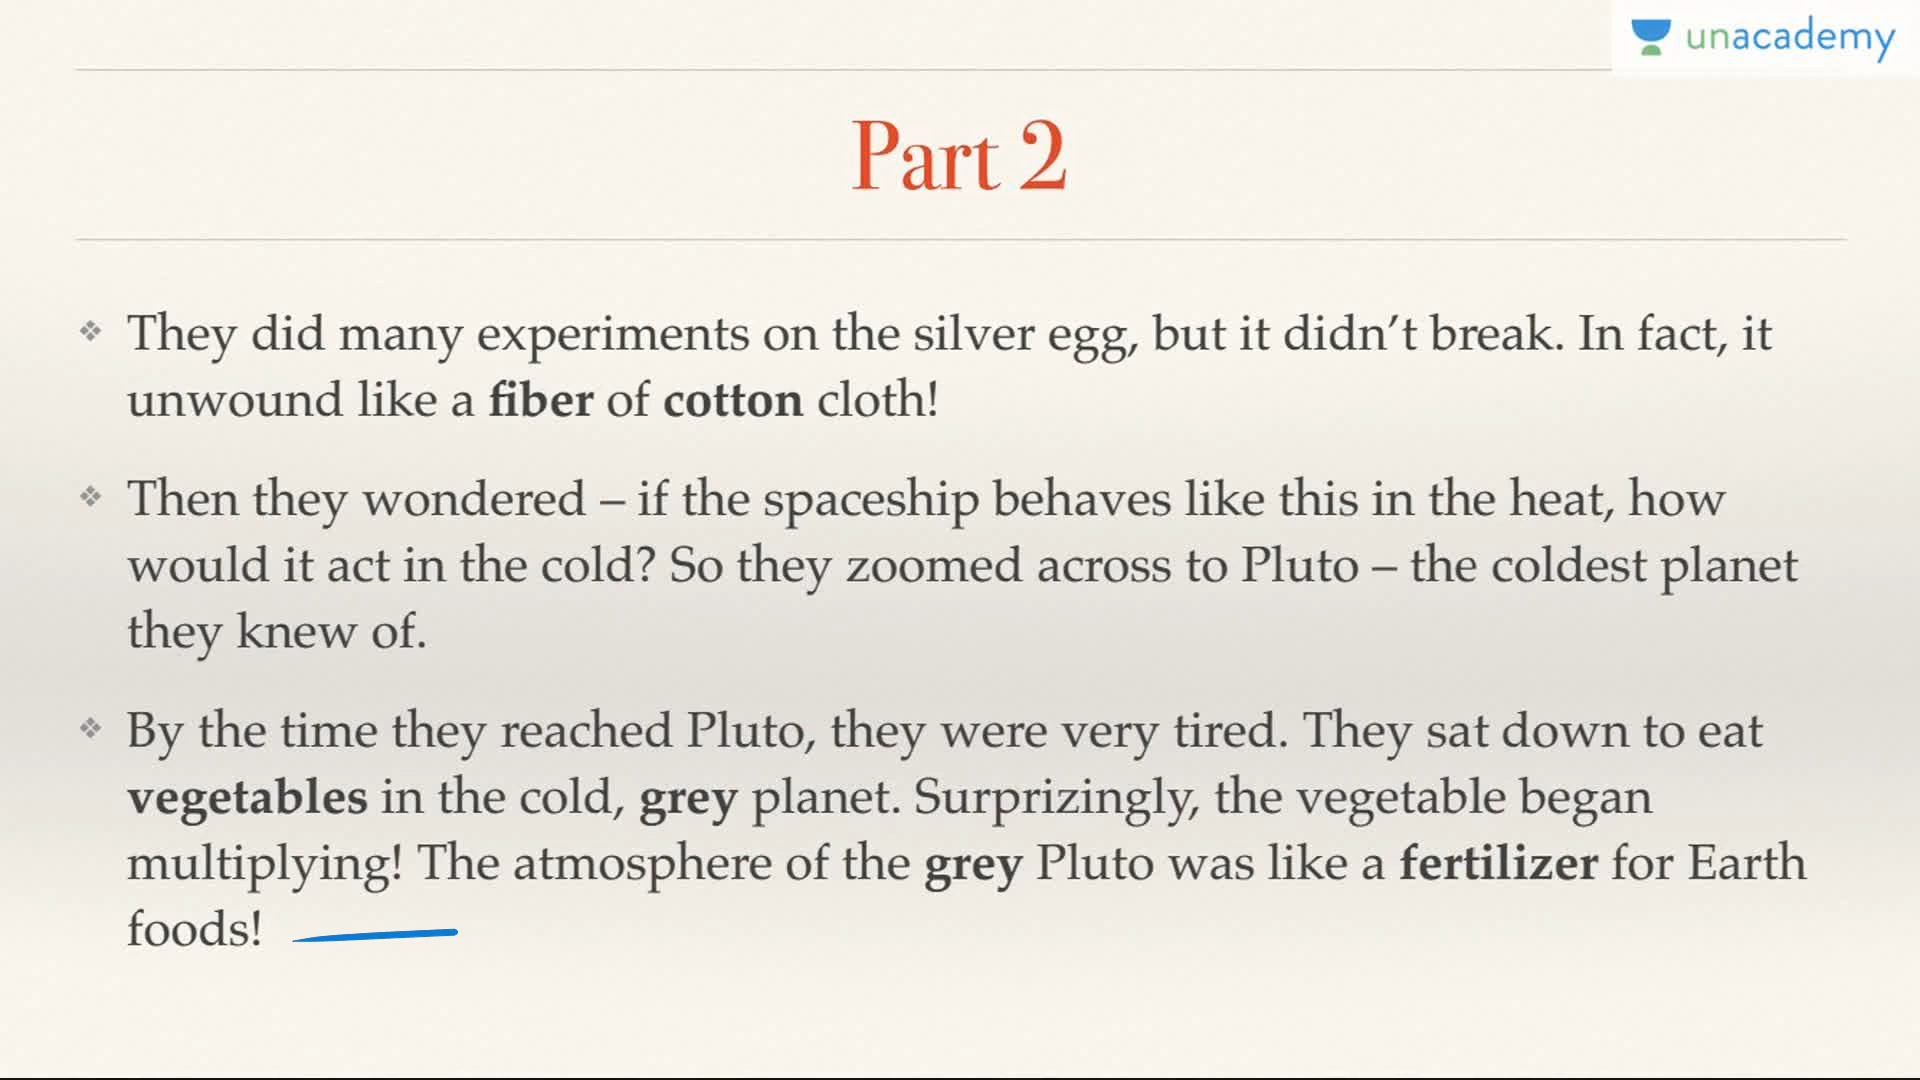 unacademy
Part 2
❖ They did many experiments on the silver egg, but it didn’t break. In fact, it
unwound like a fiber of cotton cloth!
❖ Then they wondered – if the spaceship behaves like this in the heat, how
would it act in the cold? So they zoomed across to Pluto – the coldest planet
they knew of.
❖ By the time they reached Pluto, they were very tired. They sat down to eat
vegetables in the cold, grey planet. Surprizingly, the vegetable began
multiplying! The atmosphere of the grey Pluto was like a fertilizer for Earth
foods!